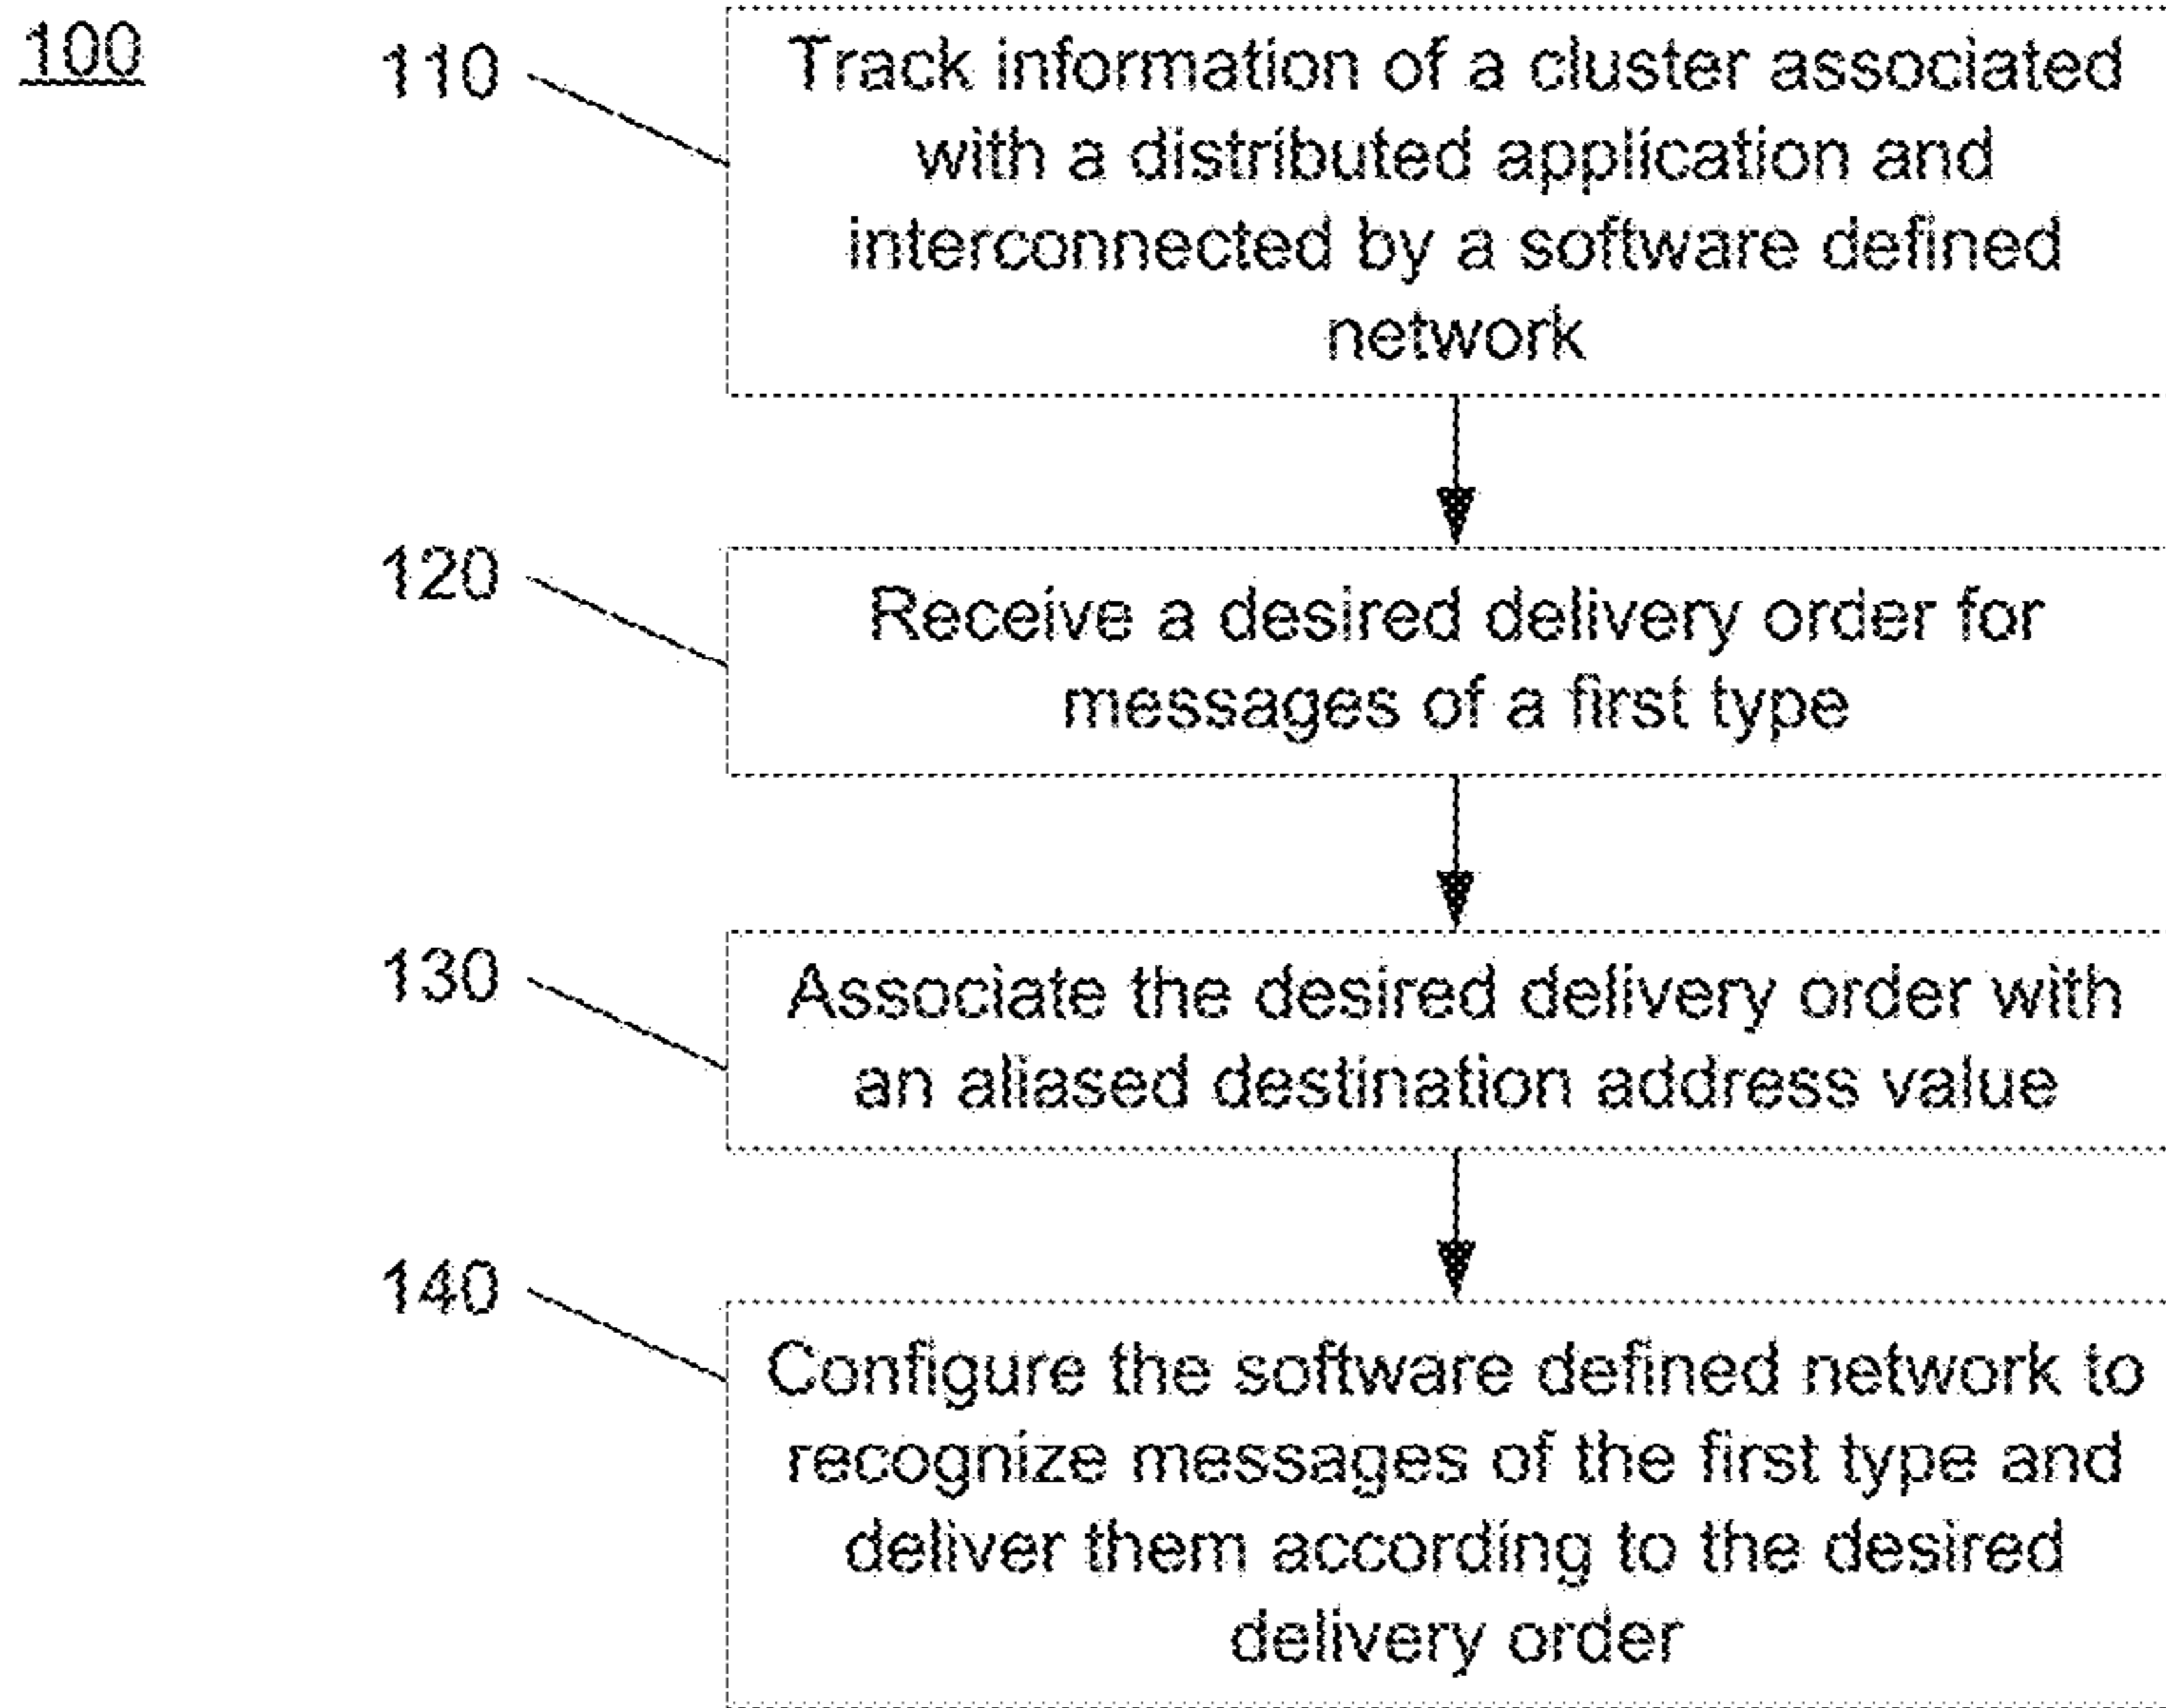 100
110
Track information of a cluster associated
with a distributed application and
interconnected by a software defined
network
120
Receive a desired delivery order for
messages of a first type
130
Associate the desired delivery order with
an aliased destination address value
140
Configure the software defined network to
recognize messages of the first type and
deliver them according to the desired
delivery order